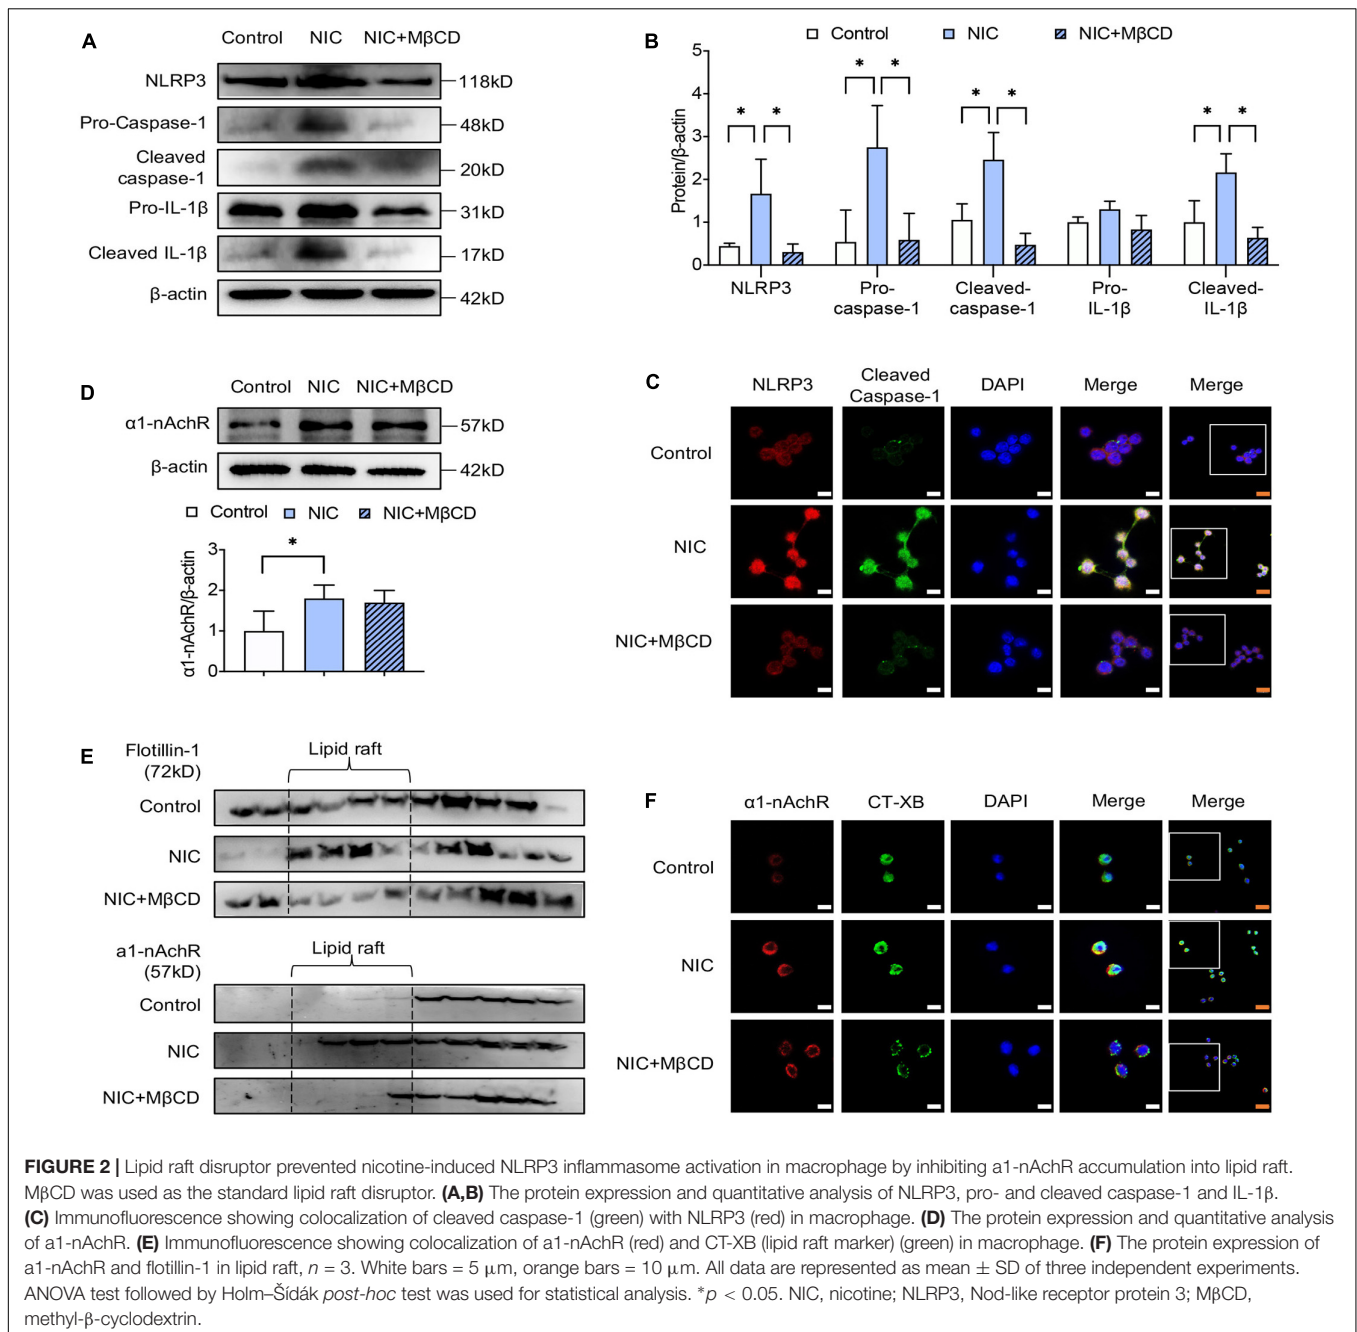 A
Control NIC NIC+MβCD
NLRP3 118kD
Pro-Caspase-1 48kD
Cleaved
caspase-1 20kD
Pro-IL-1β 31kD
Cleaved IL-1β 17kD
β-actin 42kD
B
Control NIC NIC+MβCD
Protein/β-actin
5
4
3
2
1
0
* * * * * * * *
NLRP3 Pro- Cleaved- Pro- Cleaved-
caspase-1 caspase-1 IL-1β IL-1β
D
Control NIC NIC+MβCD
α1-nAchR 57kD
β-actin 42kD
Control NIC NIC+MβCD
α1-nAchR/β-actin
3
2
1
0
*
C
NLRP3 Cleaved DAPI Merge Merge
Caspase-1
Control
NIC
NIC+MβCD
E
Flotillin-1 Lipid raft
(72kD)
Control
NIC
NIC+MβCD
a1-nAchR Lipid raft
(57kD)
Control
NIC
NIC+MβCD
F
α1-nAchR CT-XB DAPI Merge Merge
Control
NIC
NIC+MβCD
FIGURE 2 | Lipid raft disruptor prevented nicotine-induced NLRP3 inflammasome activation in macrophage by inhibiting a1-nAchR accumulation into lipid raft.
MβCD was used as the standard lipid raft disruptor. (A,B) The protein expression and quantitative analysis of NLRP3, pro- and cleaved caspase-1 and IL-1β.
(C) Immunofluorescence showing colocalization of cleaved caspase-1 (green) with NLRP3 (red) in macrophage. (D) The protein expression and quantitative analysis
of a1-nAchR. (E) Immunofluorescence showing colocalization of a1-nAchR (red) and CT-XB (lipid raft marker) (green) in macrophage. (F) The protein expression of
a1-nAchR and flotillin-1 in lipid raft, n = 3. White bars = 5 μm, orange bars = 10 μm. All data are represented as mean ± SD of three independent experiments.
ANOVA test followed by Holm–Šídák post-hoc test was used for statistical analysis. *p < 0.05. NIC, nicotine; NLRP3, Nod-like receptor protein 3; MβCD,
methyl-β-cyclodextrin.